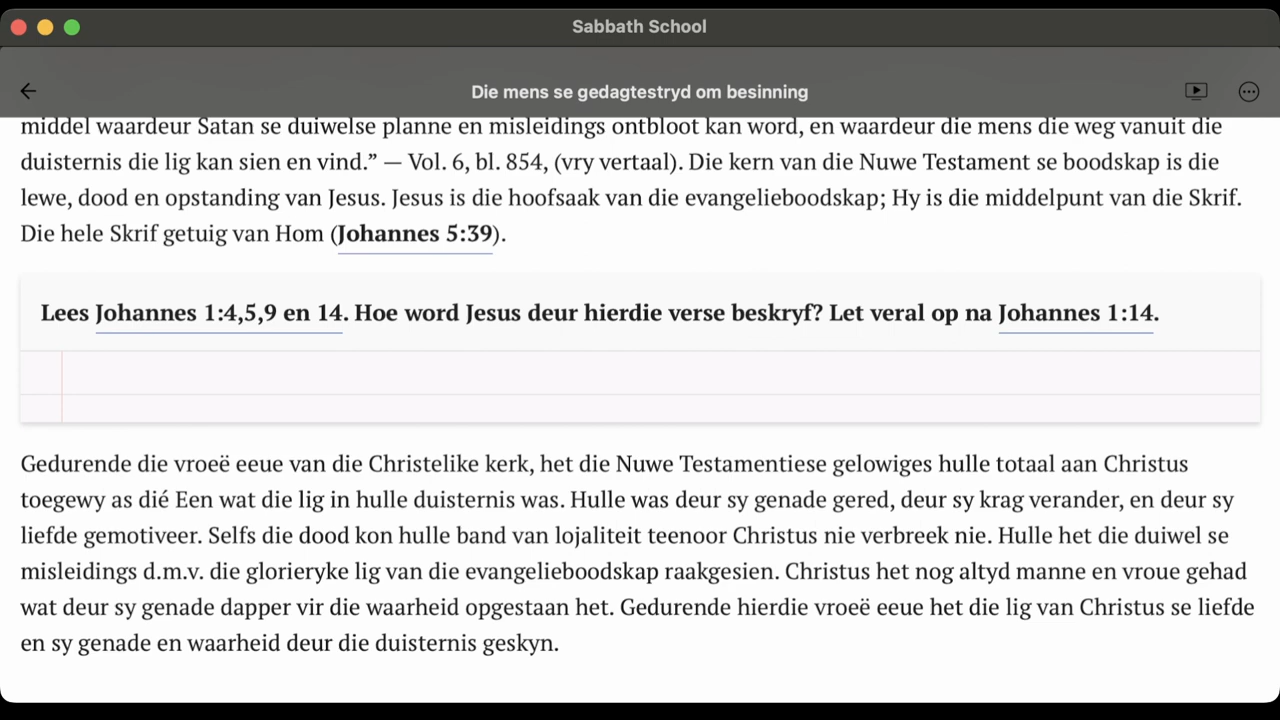 Sabbath School
Die mens se gedagtestryd om besinning
middel waardeur Satan se duiwelse planne en misleidings ontbloot kan word, en waardeur die mens die weg vanuit die
duisternis die lig kan sien en vind.” — Vol. 6, bl. 854, (vry vertaal). Die kern van die Nuwe Testament se boodskap is die
lewe, dood en opstanding van Jesus. Jesus is die hoofsaak van die evangelieboodskap; Hy is die middelpunt van die Skrif.
Die hele Skrif getuig van Hom (Johannes 5:39).
Lees Johannes 1:4,5,9 en 14. Hoe word Jesus deur hierdie verse beskryf? Let veral op na Johannes 1:14.
Gedurende die vroeë eeue van die Christelike kerk, het die Nuwe Testamentiese gelowiges hulle totaal aan Christus
toegewy as dié Een wat die lig in hulle duisternis was. Hulle was deur sy genade gered, deur sy krag verander, en deur sy
liefde gemotiveer. Selfs die dood kon hulle band van lojaliteit teenoor Christus nie verbreek nie. Hulle het die duiwel se
misleidings d.m.v. die glorieryke lig van die evangelieboodskap raakgesien. Christus het nog altyd manne en vroue gehad
wat deur sy genade dapper vir die waarheid opgestaan het. Gedurende hierdie vroeë eeue het die lig van Christus se liefde
en sy genade en waarheid deur die duisternis geskyn.